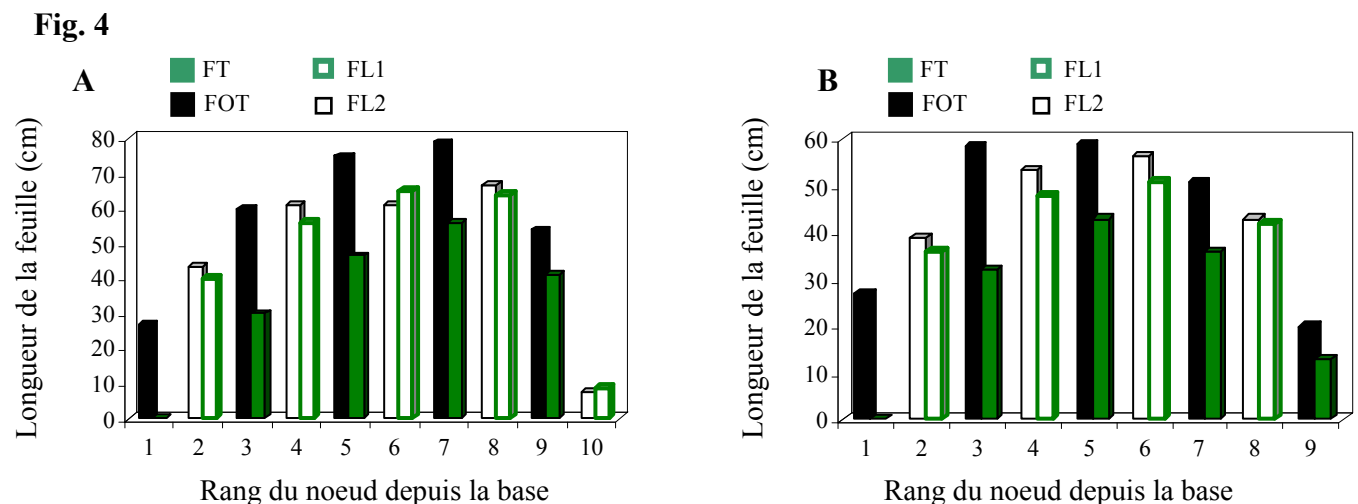 Fig. 4
A
FT FL1
FOT FL2
Longueur de la feuille (cm)
80
70
60
50
40
30
20
10
0
1 2 3 4 5 6 7 8 9 10
Rang du noeud depuis la base
B
FT FL1
FOT FL2
Longueur de la feuille (cm)
60
50
40
30
20
10
0
1 2 3 4 5 6 7 8 9
Rang du noeud depuis la base